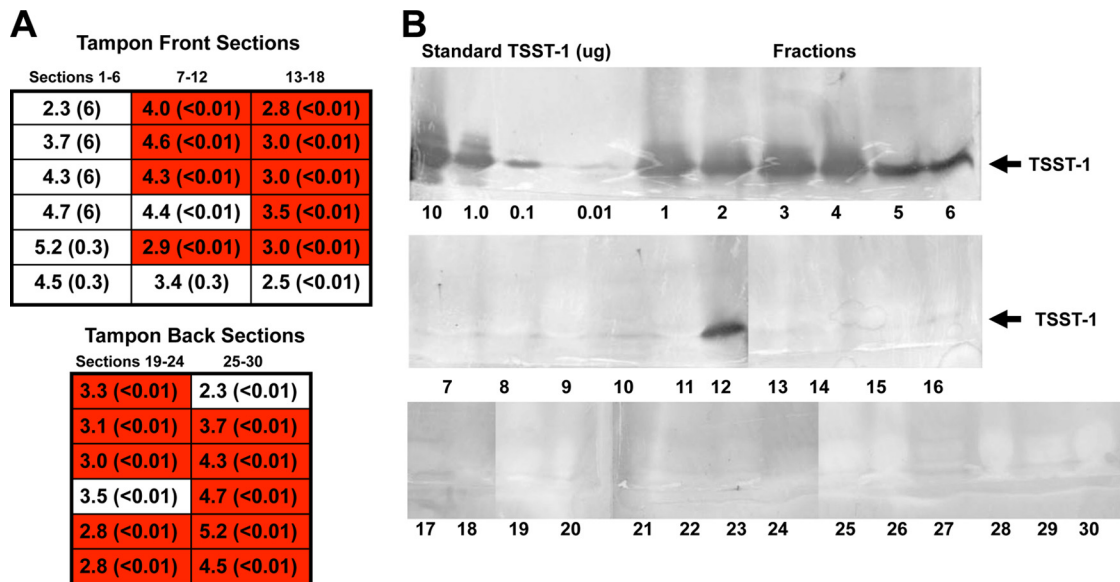 A
Tampon Front Sections
Sections 1-6 7-12 13-18
2.3 (6) 4.0 (<0.01) 2.8 (<0.01)
3.7 (6) 4.6 (<0.01) 3.0 (<0.01)
4.3 (6) 4.3 (<0.01) 3.0 (<0.01)
4.7 (6) 4.4 (<0.01) 3.5 (<0.01)
5.2 (0.3) 2.9 (<0.01) 3.0 (<0.01)
4.5 (0.3) 3.4 (0.3) 2.5 (<0.01)
Tampon Back Sections
Sections 19-24 25-30
3.3 (<0.01) 2.3 (<0.01)
3.1 (<0.01) 3.7 (<0.01)
3.0 (<0.01) 4.3 (<0.01)
3.5 (<0.01) 4.7 (<0.01)
2.8 (<0.01) 5.2 (<0.01)
2.8 (<0.01) 4.5 (<0.01)
B
Standard TSST-1 (ug) Fractions
TSST-1
10 1.0 0.1 0.01 1 2 3 4 5 6
TSST-1
7 8 9 10 11 12 13 14 15 16
17 18 19 20 21 22 23 24 25 26 27 28 29 30